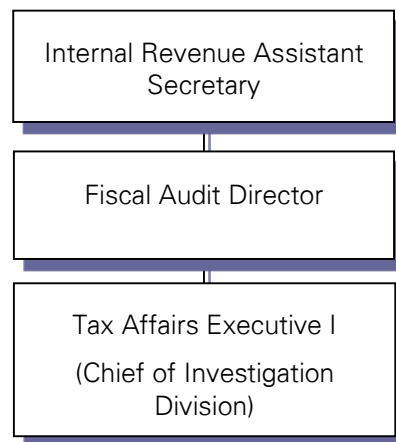 Internal Revenue Assistant
Secretary
Fiscal Audit Director
Tax Affairs Executive I
(Chief of Investigation
Division)